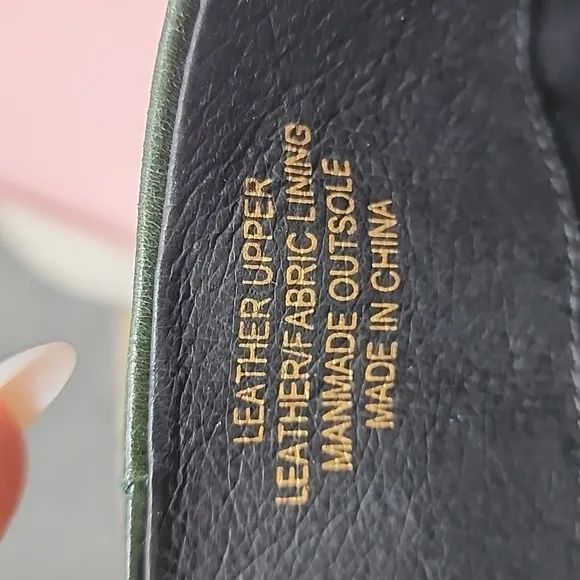 LEATHER UPPER
LEATHER/FABRIC LINING
MANMADE OUTSOLE
MADE IN CHINA